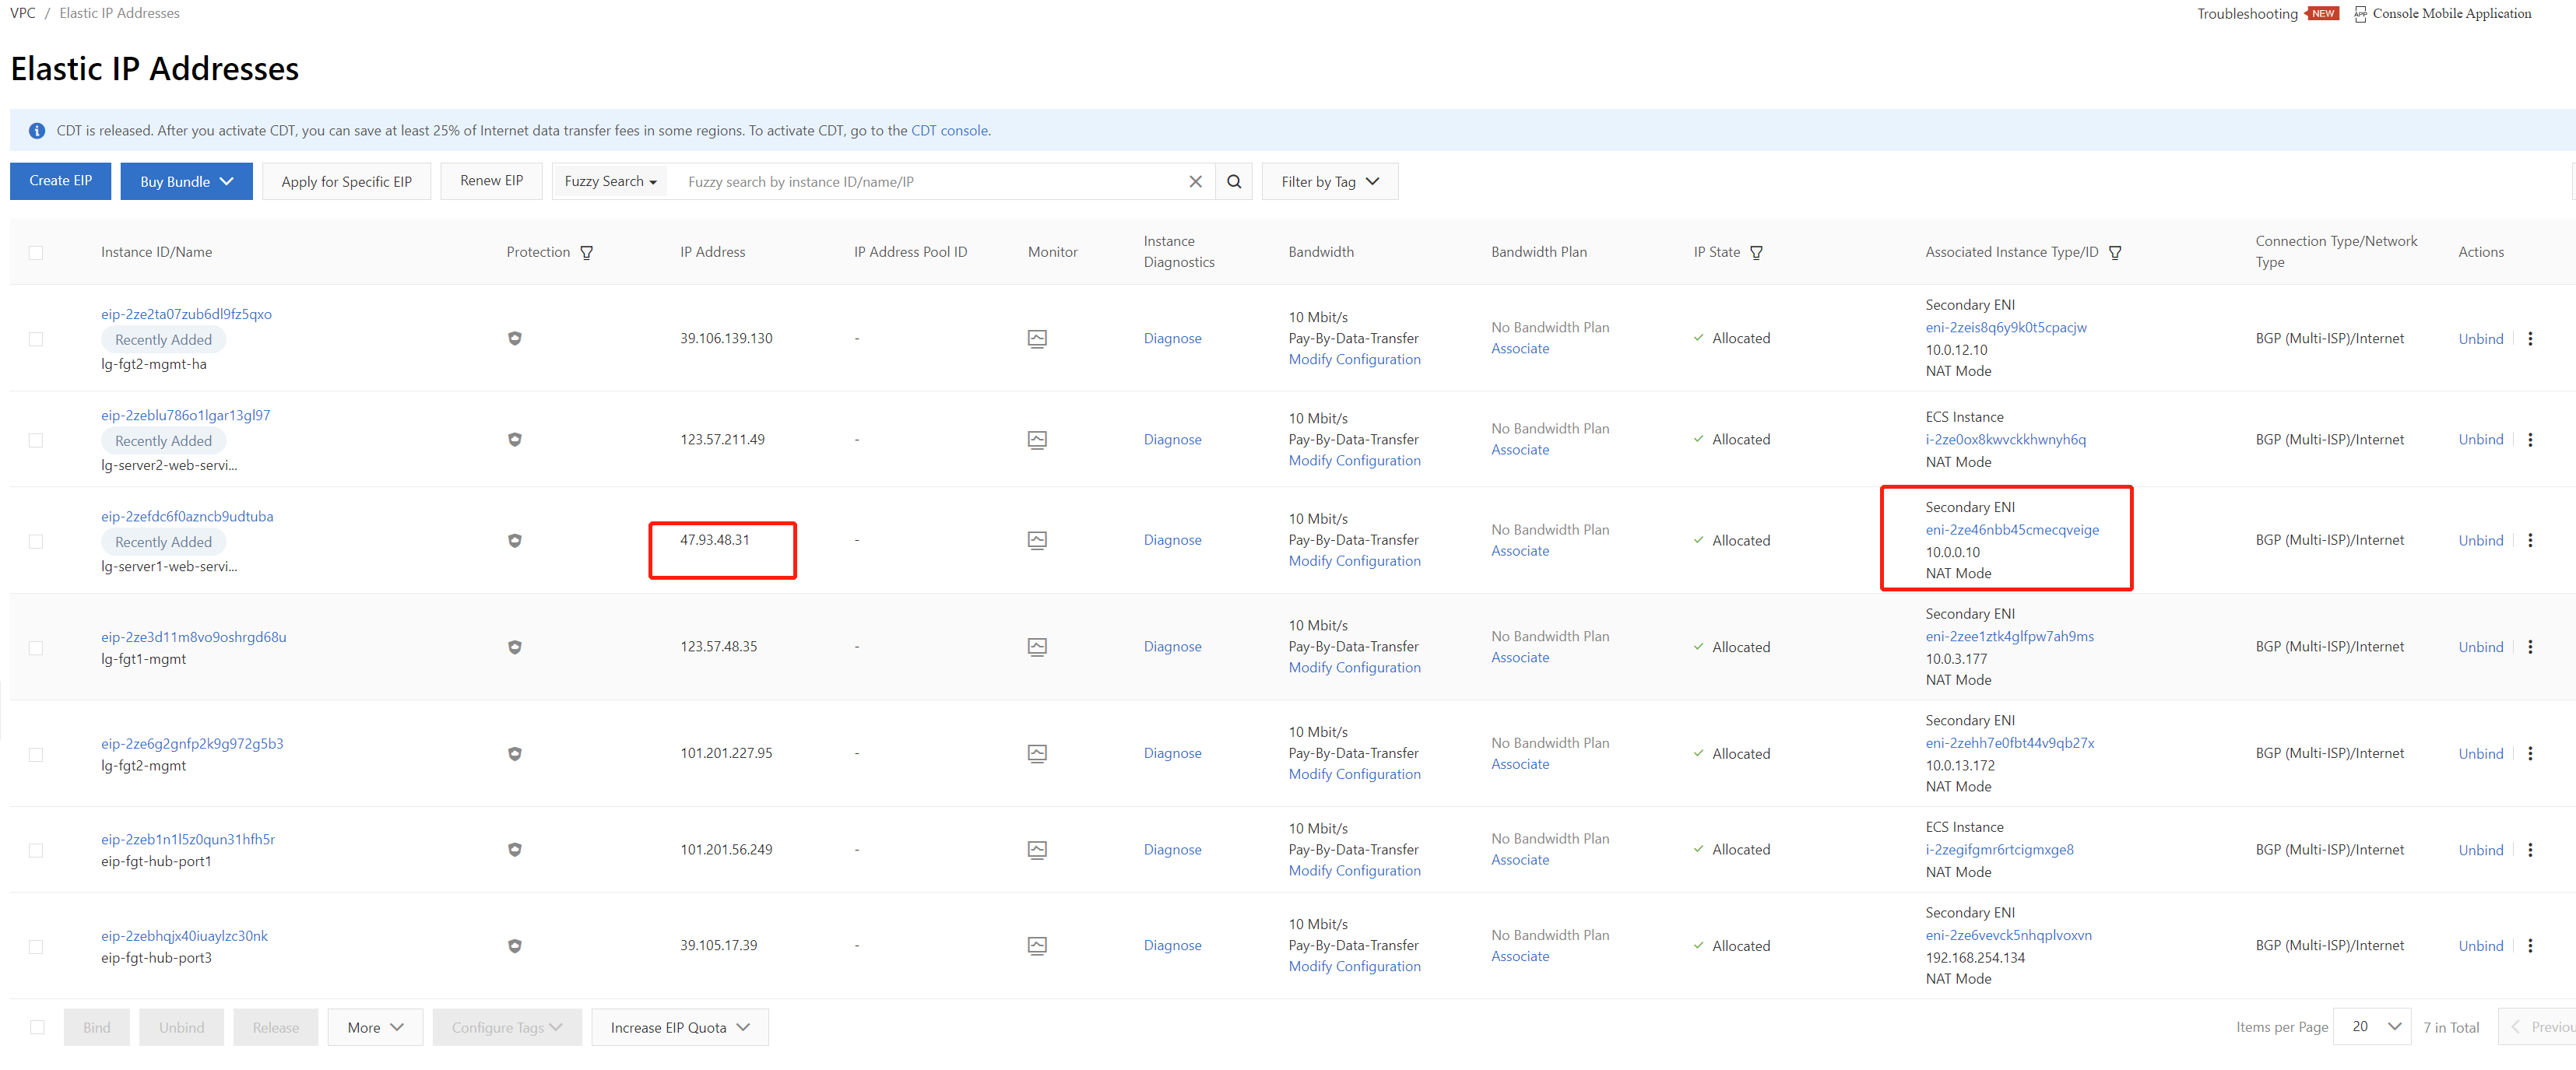 VPC / Elastic IP Addresses
Troubleshooting NEW APP Console Mobile Application
Elastic IP Addresses
CDT is released. After you activate CDT, you can save at least 25% of Internet data transfer fees in some regions. To activate CDT, go to the CDT console.
Create EIP Buy Bundle Apply for Specific EIP Renew EIP Fuzzy Search Fuzzy search by instance ID/name/IP Filter by Tag
Instance ID/Name Protection IP Address IP Address Pool ID Monitor Instance Diagnostics Bandwidth Bandwidth Plan IP State Associated Instance Type/ID Connection Type/Network Type Actions
eip-2ze2ta07zub6dl9fz5qxo
Recently Added
lg-fgt2-mgmt-ha
39.106.139.130
-
Diagnose
10 Mbit/s
Pay-By-Data-Transfer
Modify Configuration
No Bandwidth Plan
Associate
Allocated
Secondary ENI
eni-2zeis8q6y9k0t5cpacjw
10.0.12.10
NAT Mode
BGP (Multi-ISP)/Internet
Unbind
eip-2zeblu786o1lgar13gl97
Recently Added
lg-server2-web-servi...
123.57.211.49
-
Diagnose
10 Mbit/s
Pay-By-Data-Transfer
Modify Configuration
No Bandwidth Plan
Associate
Allocated
ECS Instance
i-2ze0ox8kwvckkhwnyh6q
NAT Mode
BGP (Multi-ISP)/Internet
Unbind
eip-2zefdc6f0azncb9udtuba
Recently Added
lg-server1-web-servi...
47.93.48.31
-
Diagnose
10 Mbit/s
Pay-By-Data-Transfer
Modify Configuration
No Bandwidth Plan
Associate
Allocated
Secondary ENI
eni-2ze46nbb45cmecqveige
10.0.0.10
NAT Mode
BGP (Multi-ISP)/Internet
Unbind
eip-2ze3d11m8vo9oshrgd68u
lg-fgt1-mgmt
123.57.48.35
-
Diagnose
10 Mbit/s
Pay-By-Data-Transfer
Modify Configuration
No Bandwidth Plan
Associate
Allocated
Secondary ENI
eni-2zee1ztk4glfpw7ah9ms
10.0.3.177
NAT Mode
BGP (Multi-ISP)/Internet
Unbind
eip-2ze6g2gnfp2k9g972g5b3
lg-fgt2-mgmt
101.201.227.95
-
Diagnose
10 Mbit/s
Pay-By-Data-Transfer
Modify Configuration
No Bandwidth Plan
Associate
Allocated
Secondary ENI
eni-2zehh7e0fbt44v9qb27x
10.0.13.172
NAT Mode
BGP (Multi-ISP)/Internet
Unbind
eip-2zeb1n1l5z0qun31hfh5r
eip-fgt-hub-port1
101.201.56.249
-
Diagnose
10 Mbit/s
Pay-By-Data-Transfer
Modify Configuration
No Bandwidth Plan
Associate
Allocated
ECS Instance
i-2zegifgmr6rtcigmxge8
NAT Mode
BGP (Multi-ISP)/Internet
Unbind
eip-2zebhqjx40iuaylzc30nk
eip-fgt-hub-port3
39.105.17.39
-
Diagnose
10 Mbit/s
Pay-By-Data-Transfer
Modify Configuration
No Bandwidth Plan
Associate
Allocated
Secondary ENI
eni-2ze6vevck5nhqplvoxvn
192.168.254.134
NAT Mode
BGP (Multi-ISP)/Internet
Unbind
Bind Unbind Release More Configure Tags Increase EIP Quota
Items per Page 20 7 in Total Previou